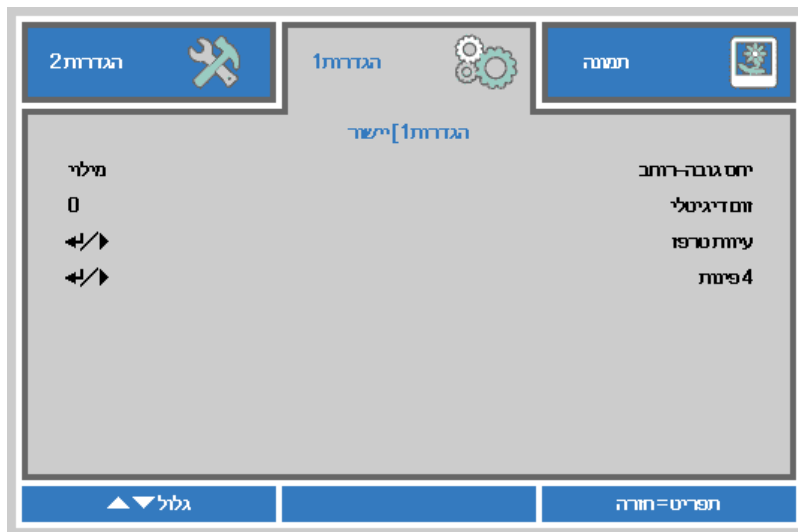 תמונה
הגדרות1
הגדרות2
הגדרות1]יישור
יחס גובה-רוחב מילוי
זום דיגיטלי 0
עיוות טרפז
4 פינות
תפריט=חזרה
גלול